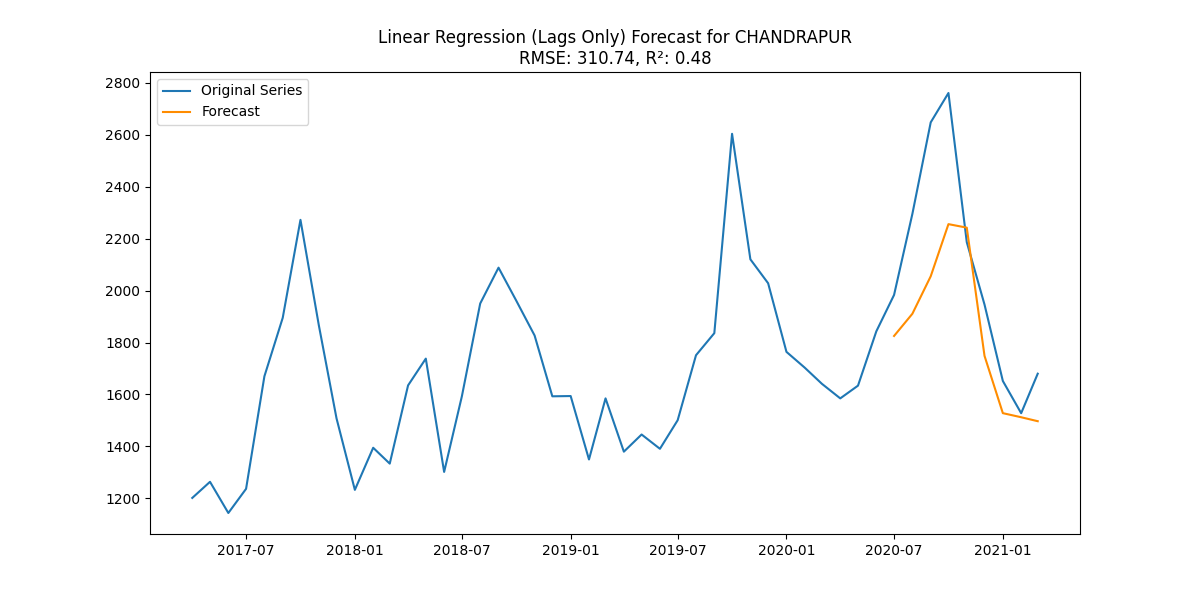 Linear Regression (Lags Only) Forecast for CHANDRAPUR
RMSE: 310.74, R²: 0.48
Original Series
Forecast
2800
2600
2400
2200
2000
1800
1600
1400
1200
2017-07 2018-01 2018-07 2019-01 2019-07 2020-01 2020-07 2021-01